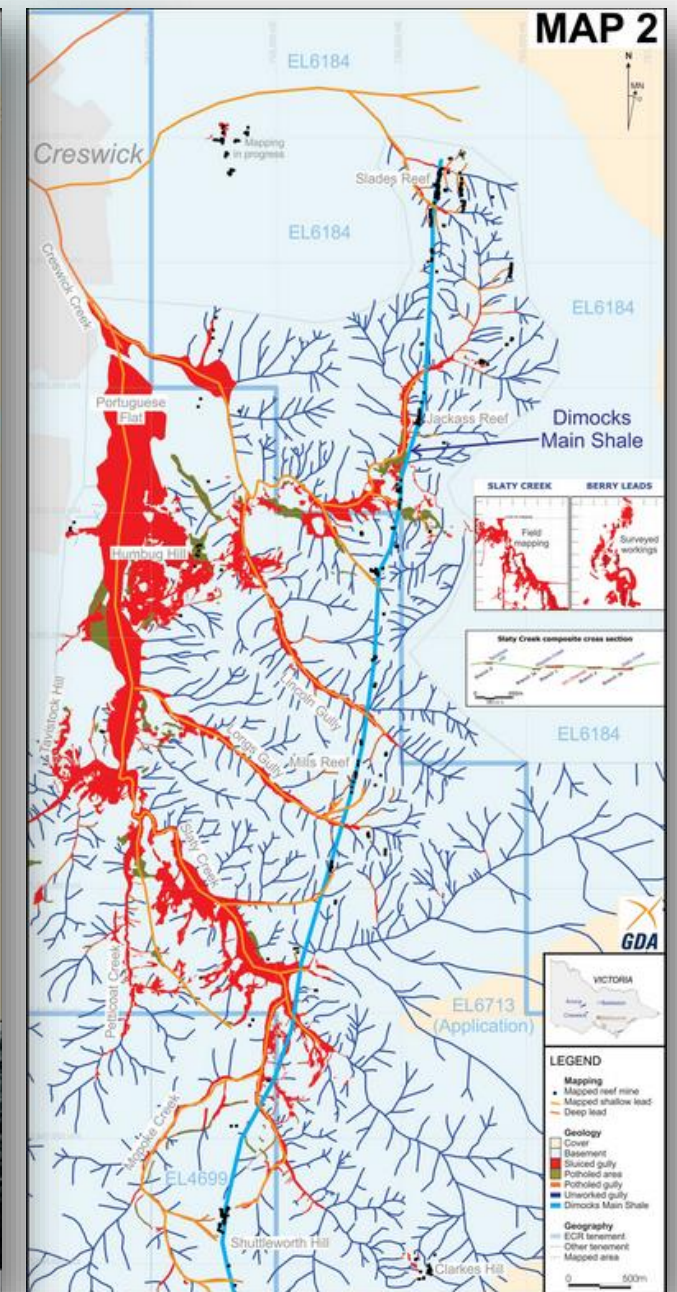 MAP 2
EL6184
N
MN
Creswick
Mapping
in progress
Slades Reef
EL6184
Creswick Creek
EL6184
Portuguese
Flat
Jackass Reef
Dimocks
Main Shale
SLATY CREEK
BERRY LEADS
Field
mapping
Surveyed
workings
Humbug Hill
Slaty Creek composite cross section
Lincoln Gully
Tavistock Hill
Longs Gully
Mills Reef
EL6184
Slaty Creek
GDA
Petticoat Creek
VICTORIA
EL6713
(Application)
LEGEND
Mapping
Mapped reef mine
Mapped shallow lead
Deep lead
Geology
Cover
Basement
Sluiced gully
Potholed area
Potholed gully
Unworked gully
Dimocks Main Shale
Geography
ECR tenement
Other tenement
Mapped area
0 500m
Mopoke Creek
EL4699
Shuttleworth Hill
Clarkes Hill